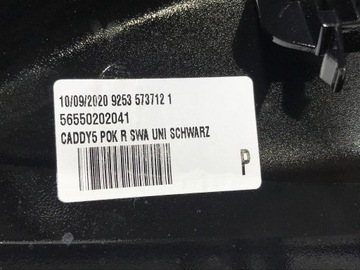 10/09/2020 9253 573712 1
56550202041
CADDY5 POK R SWA UNI SCHWARZ
P